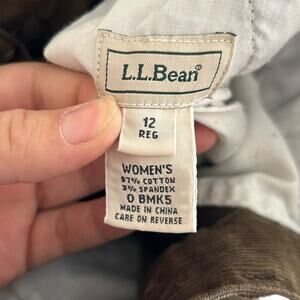 L.L.Bean®
12
REG
WOMEN'S
97% COTTON
3% SPANDEX
0 BMK5
MADE IN CHINA
CARE ON REVERSE